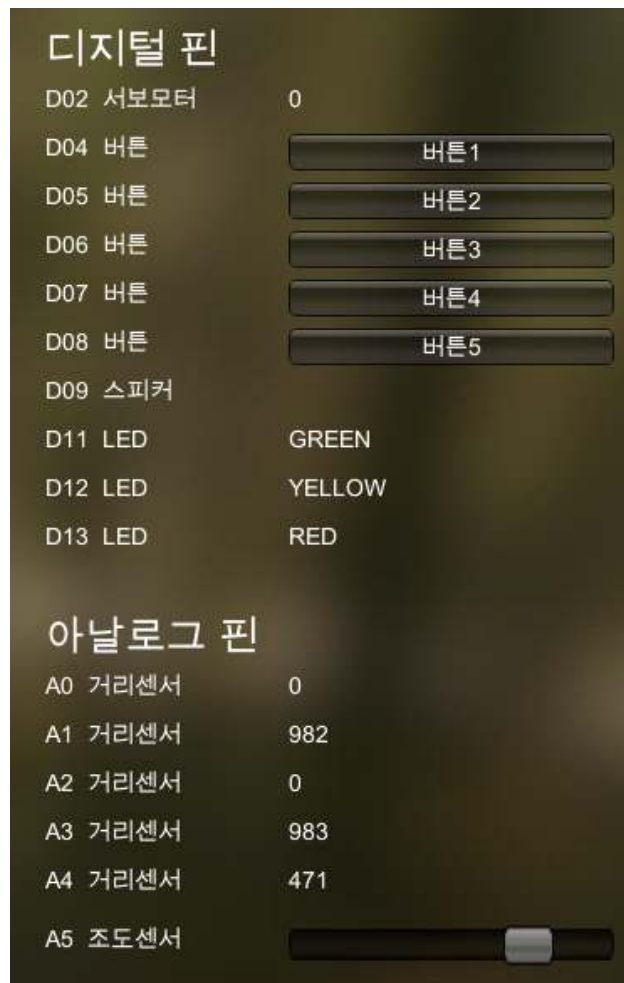 디지털 핀
D02 서보모터 0
D04 버튼 버튼1
D05 버튼 버튼2
D06 버튼 버튼3
D07 버튼 버튼4
D08 버튼 버튼5
D09 스피커
D11 LED GREEN
D12 LED YELLOW
D13 LED RED
아날로그 핀
A0 거리센서 0
A1 거리센서 982
A2 거리센서 0
A3 거리센서 983
A4 거리센서 471
A5 조도센서